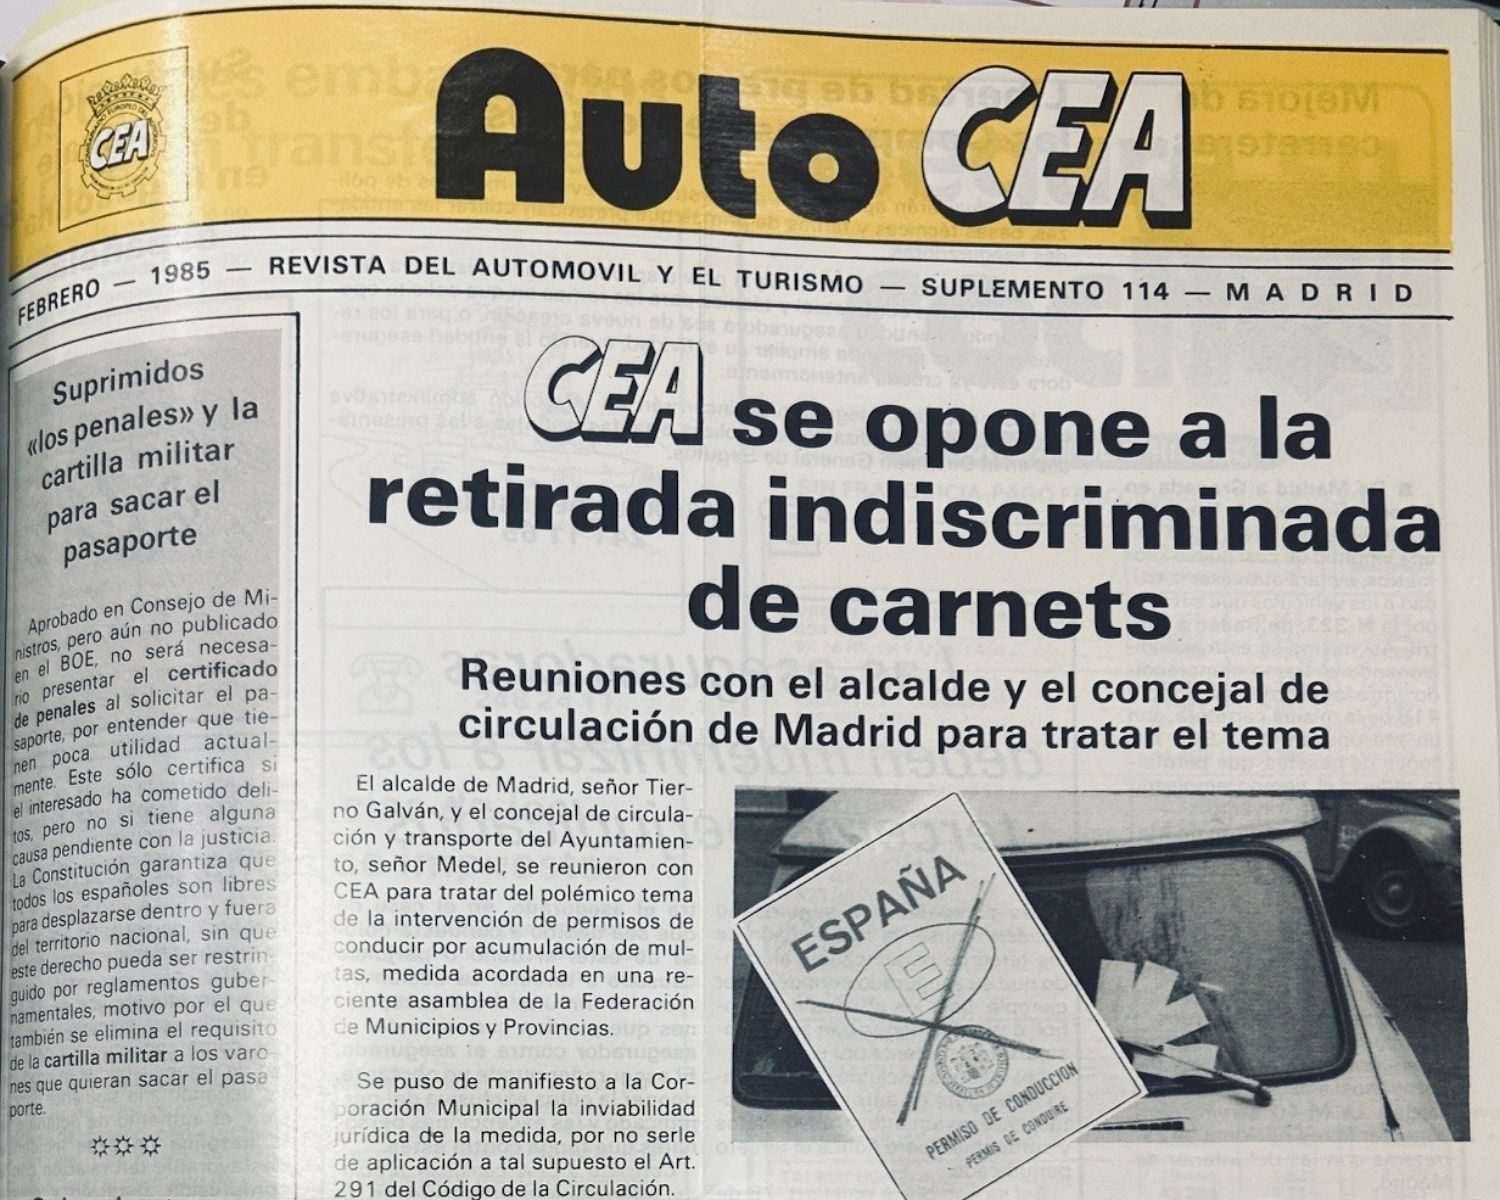 CEA
Auto CEA
FEBRERO — 1985 — REVISTA DEL AUTOMOVIL Y EL TURISMO — SUPLEMENTO 114 — MADRID
Suprimidos
«los penales» y la
cartilla militar
para sacar el
pasaporte
Aprobado en Consejo de Mi-
nistros, pero aún no publicado
en el BOE, no será necesa-
rio presentar el certificado
de penales al solicitar el pa-
saporte, por entender que tie-
nen poca utilidad actual-
mente. Este sólo certifica si
el interesado ha cometido deli-
tos, pero no si tiene alguna
causa pendiente con la justicia.
La Constitución garantiza que
todos los españoles son libres
para desplazarse dentro y fuera
del territorio nacional, sin que
este derecho pueda ser restrin-
guido por reglamentos guber-
namentales, motivo por el que
también se elimina el requisito
de la cartilla militar a los varo-
nes que quieran sacar el pasa-
porte.
CEA se opone a la
retirada indiscriminada
de carnets
Reuniones con el alcalde y el concejal de
circulación de Madrid para tratar el tema
El alcalde de Madrid, señor Tier-
no Galván, y el concejal de circula-
ción y transporte del Ayuntamien-
to, señor Medel, se reunieron con
CEA para tratar del polémico tema
de la intervención de permisos de
conducir por acumulación de mul-
tas, medida acordada en una re-
ciente asamblea de la Federación
de Municipios y Provincias.
Se puso de manifiesto a la Cor-
poración Municipal la inviabilidad
jurídica de la medida, por no serle
de aplicación a tal supuesto el Art.
291 del Código de la Circulación.
ESPAÑA
E
PERMISO DE CONDUCCION
PERMIS DE CONDUIRE